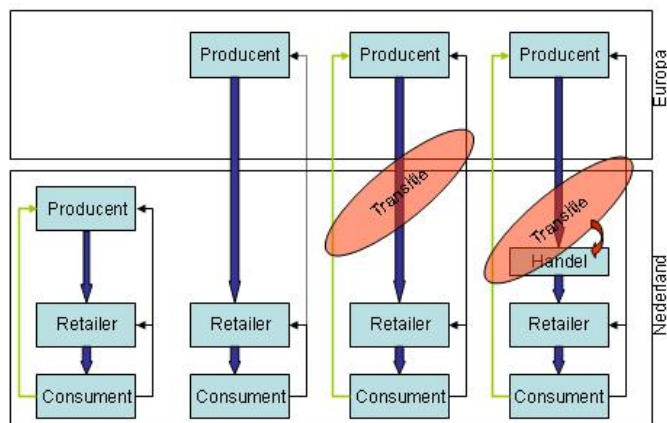 Producent
Producent
Producent
Europa
Transitie
Transitie
Producent
Handel
Nederland
Retailer
Retailer
Retailer
Retailer
Consument
Consument
Consument
Consument